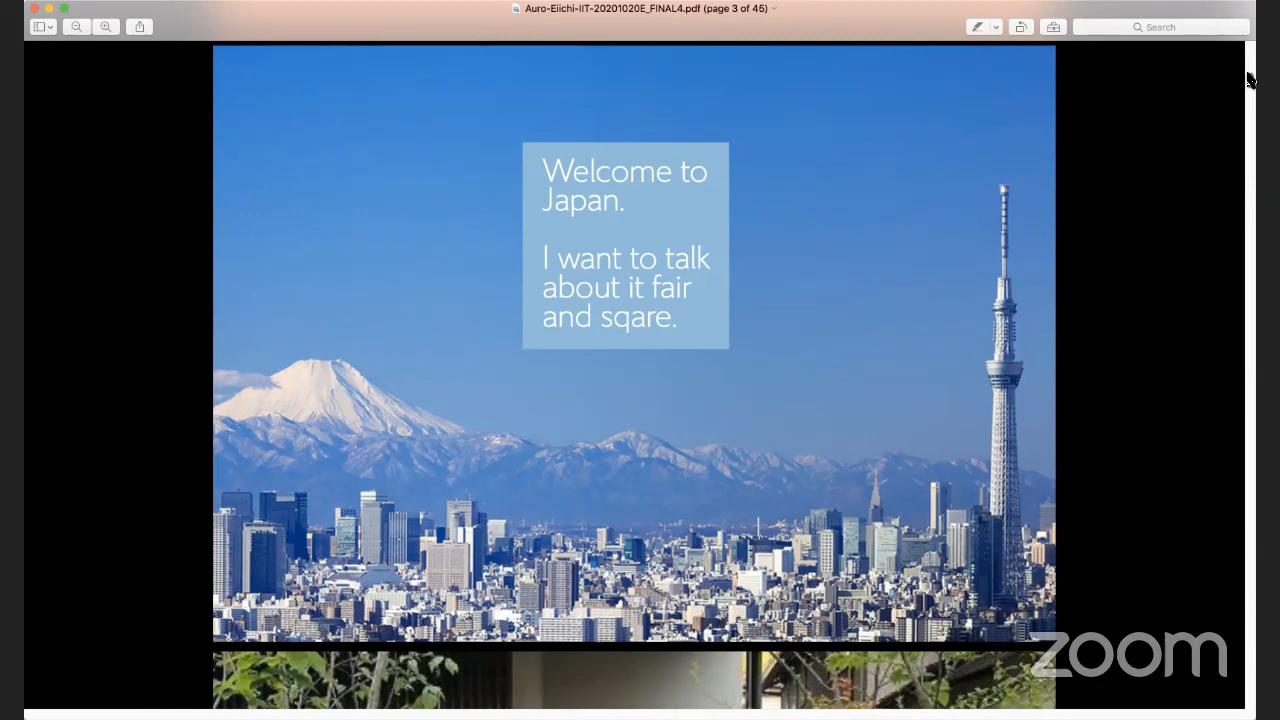 Auro-Eiichi-IIT-20201020E_FINAL4.pdf (page 3 of 45)
Search
Welcome to
Japan.
I want to talk
about it fair
and sqare.
zoom